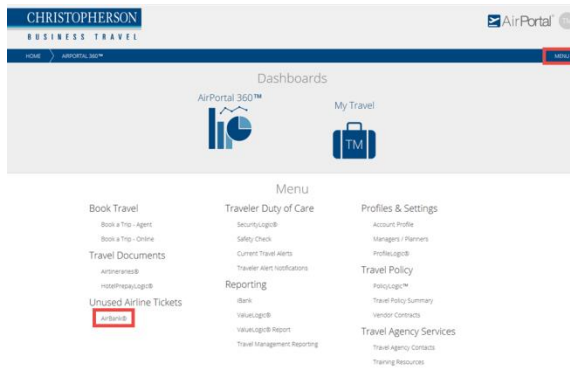 CHRISTOPHERSON
BUSINESS TRAVEL
AirPortal
TM
HOME
AIRPORTAL 360™
MENU
Dashboards
AirPortal 360™
My Travel
TM
Menu
Book Travel
Book a Trip - Agent
Book a Trip - Online
Travel Documents
Airtineraries®
HotelPrepayLogic®
Unused Airline Tickets
AirBank®
Traveler Duty of Care
SecurityLogic®
Safety Check
Current Travel Alerts
Traveler Alert Notifications
Reporting
iBank
ValueLogic®
ValueLogic® Report
Travel Management Reporting
Profiles & Settings
Account Profile
Managers / Planners
ProfileLogic®
Travel Policy
PolicyLogic™
Travel Policy Summary
Vendor Contracts
Travel Agency Services
Travel Agency Contacts
Training Resources